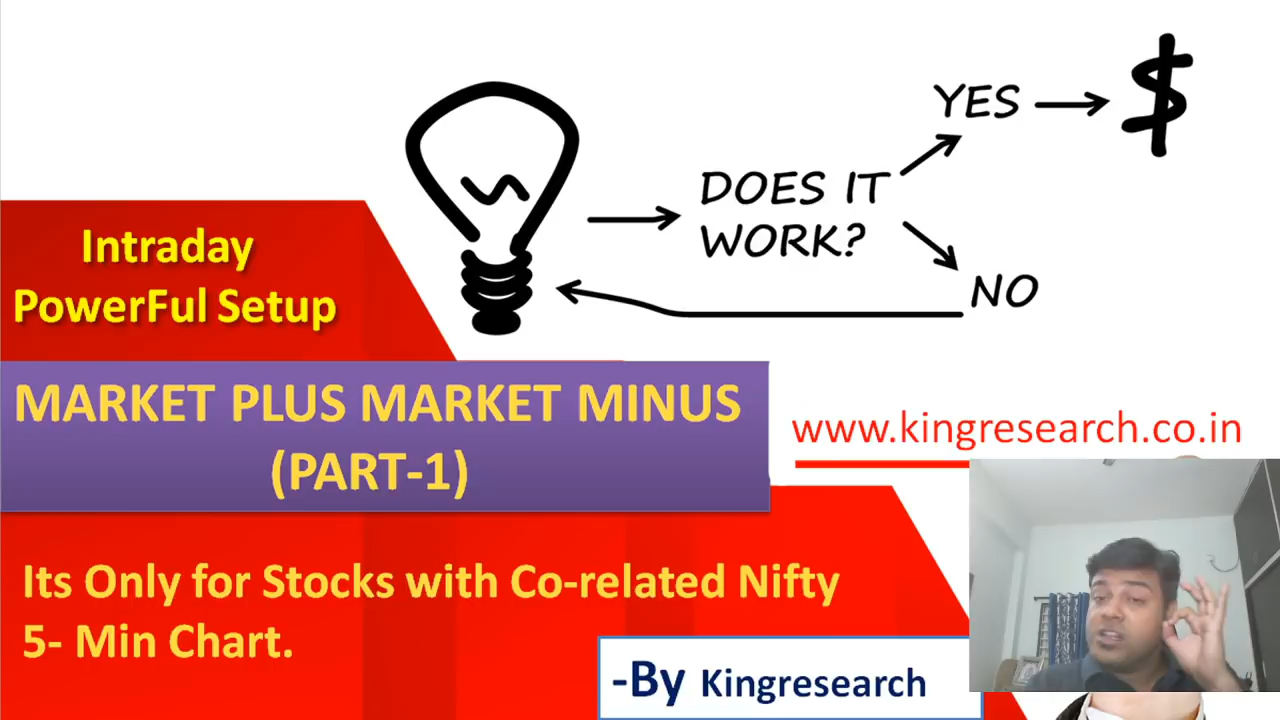 YES
$
DOES IT
WORK?
NO
Intraday
PowerFul Setup
MARKET PLUS MARKET MINUS
(PART-1)
www.kingresearch.co.in
Its Only for Stocks with Co-related Nifty
5- Min Chart.
-By Kingresearch